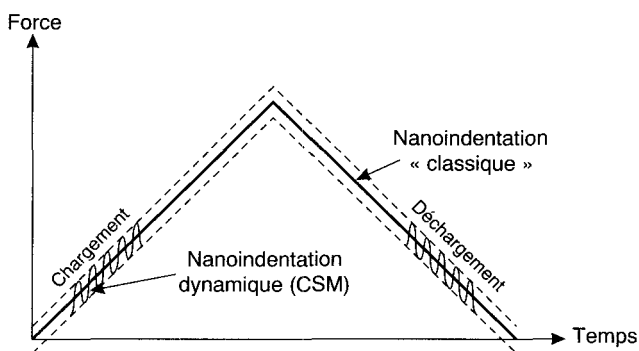 Force
Nanoindentation
« classique »
Chargement
Déchargement
Nanoindentation
dynamique (CSM)
Temps